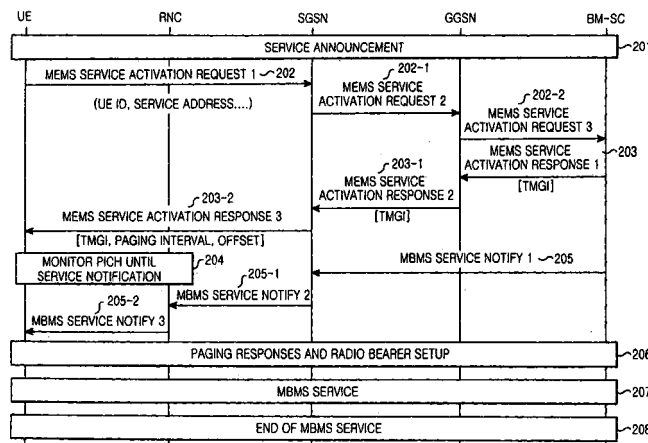 UE RNC SGSN GGSN BM-SC
SERVICE ANNOUNCEMENT 201
MEMS SERVICE ACTIVATION REQUEST 1 202
(UE ID, SERVICE ADDRESS....)
202-1
MEMS SERVICE
ACTIVATION REQUEST 2
202-2
MEMS SERVICE
ACTIVATION REQUEST 3
MEMS SERVICE
ACTIVATION RESPONSE 1
203
[TMGI]
203-1
MEMS SERVICE
ACTIVATION RESPONSE 2
[TMGI]
203-2
MEMS SERVICE ACTIVATION RESPONSE 3
[TMGI, PAGING INTERVAL, OFFSET]
MONITOR PICH UNTIL
SERVICE NOTIFICATION
204
MBMS SERVICE NOTIFY 1 205
205-1
MBMS SERVICE NOTIFY 2
205-2
MBMS SERVICE NOTIFY 3
PAGING RESPONSES AND RADIO BEARER SETUP 206
MBMS SERVICE 207
END OF MBMS SERVICE 208